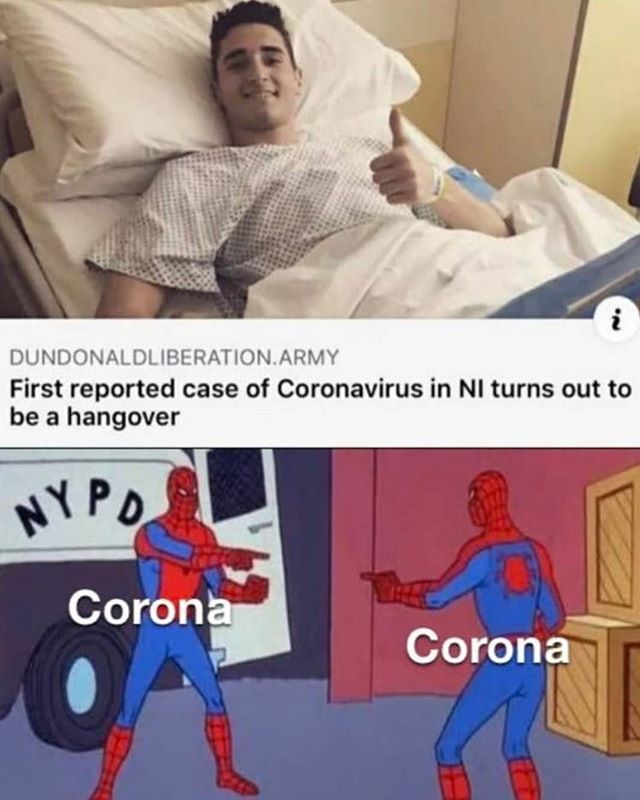 DUNDONALDLIBERATION.ARMY
First reported case of Coronavirus in NI turns out to
be a hangover
NYPD
Corona
Corona